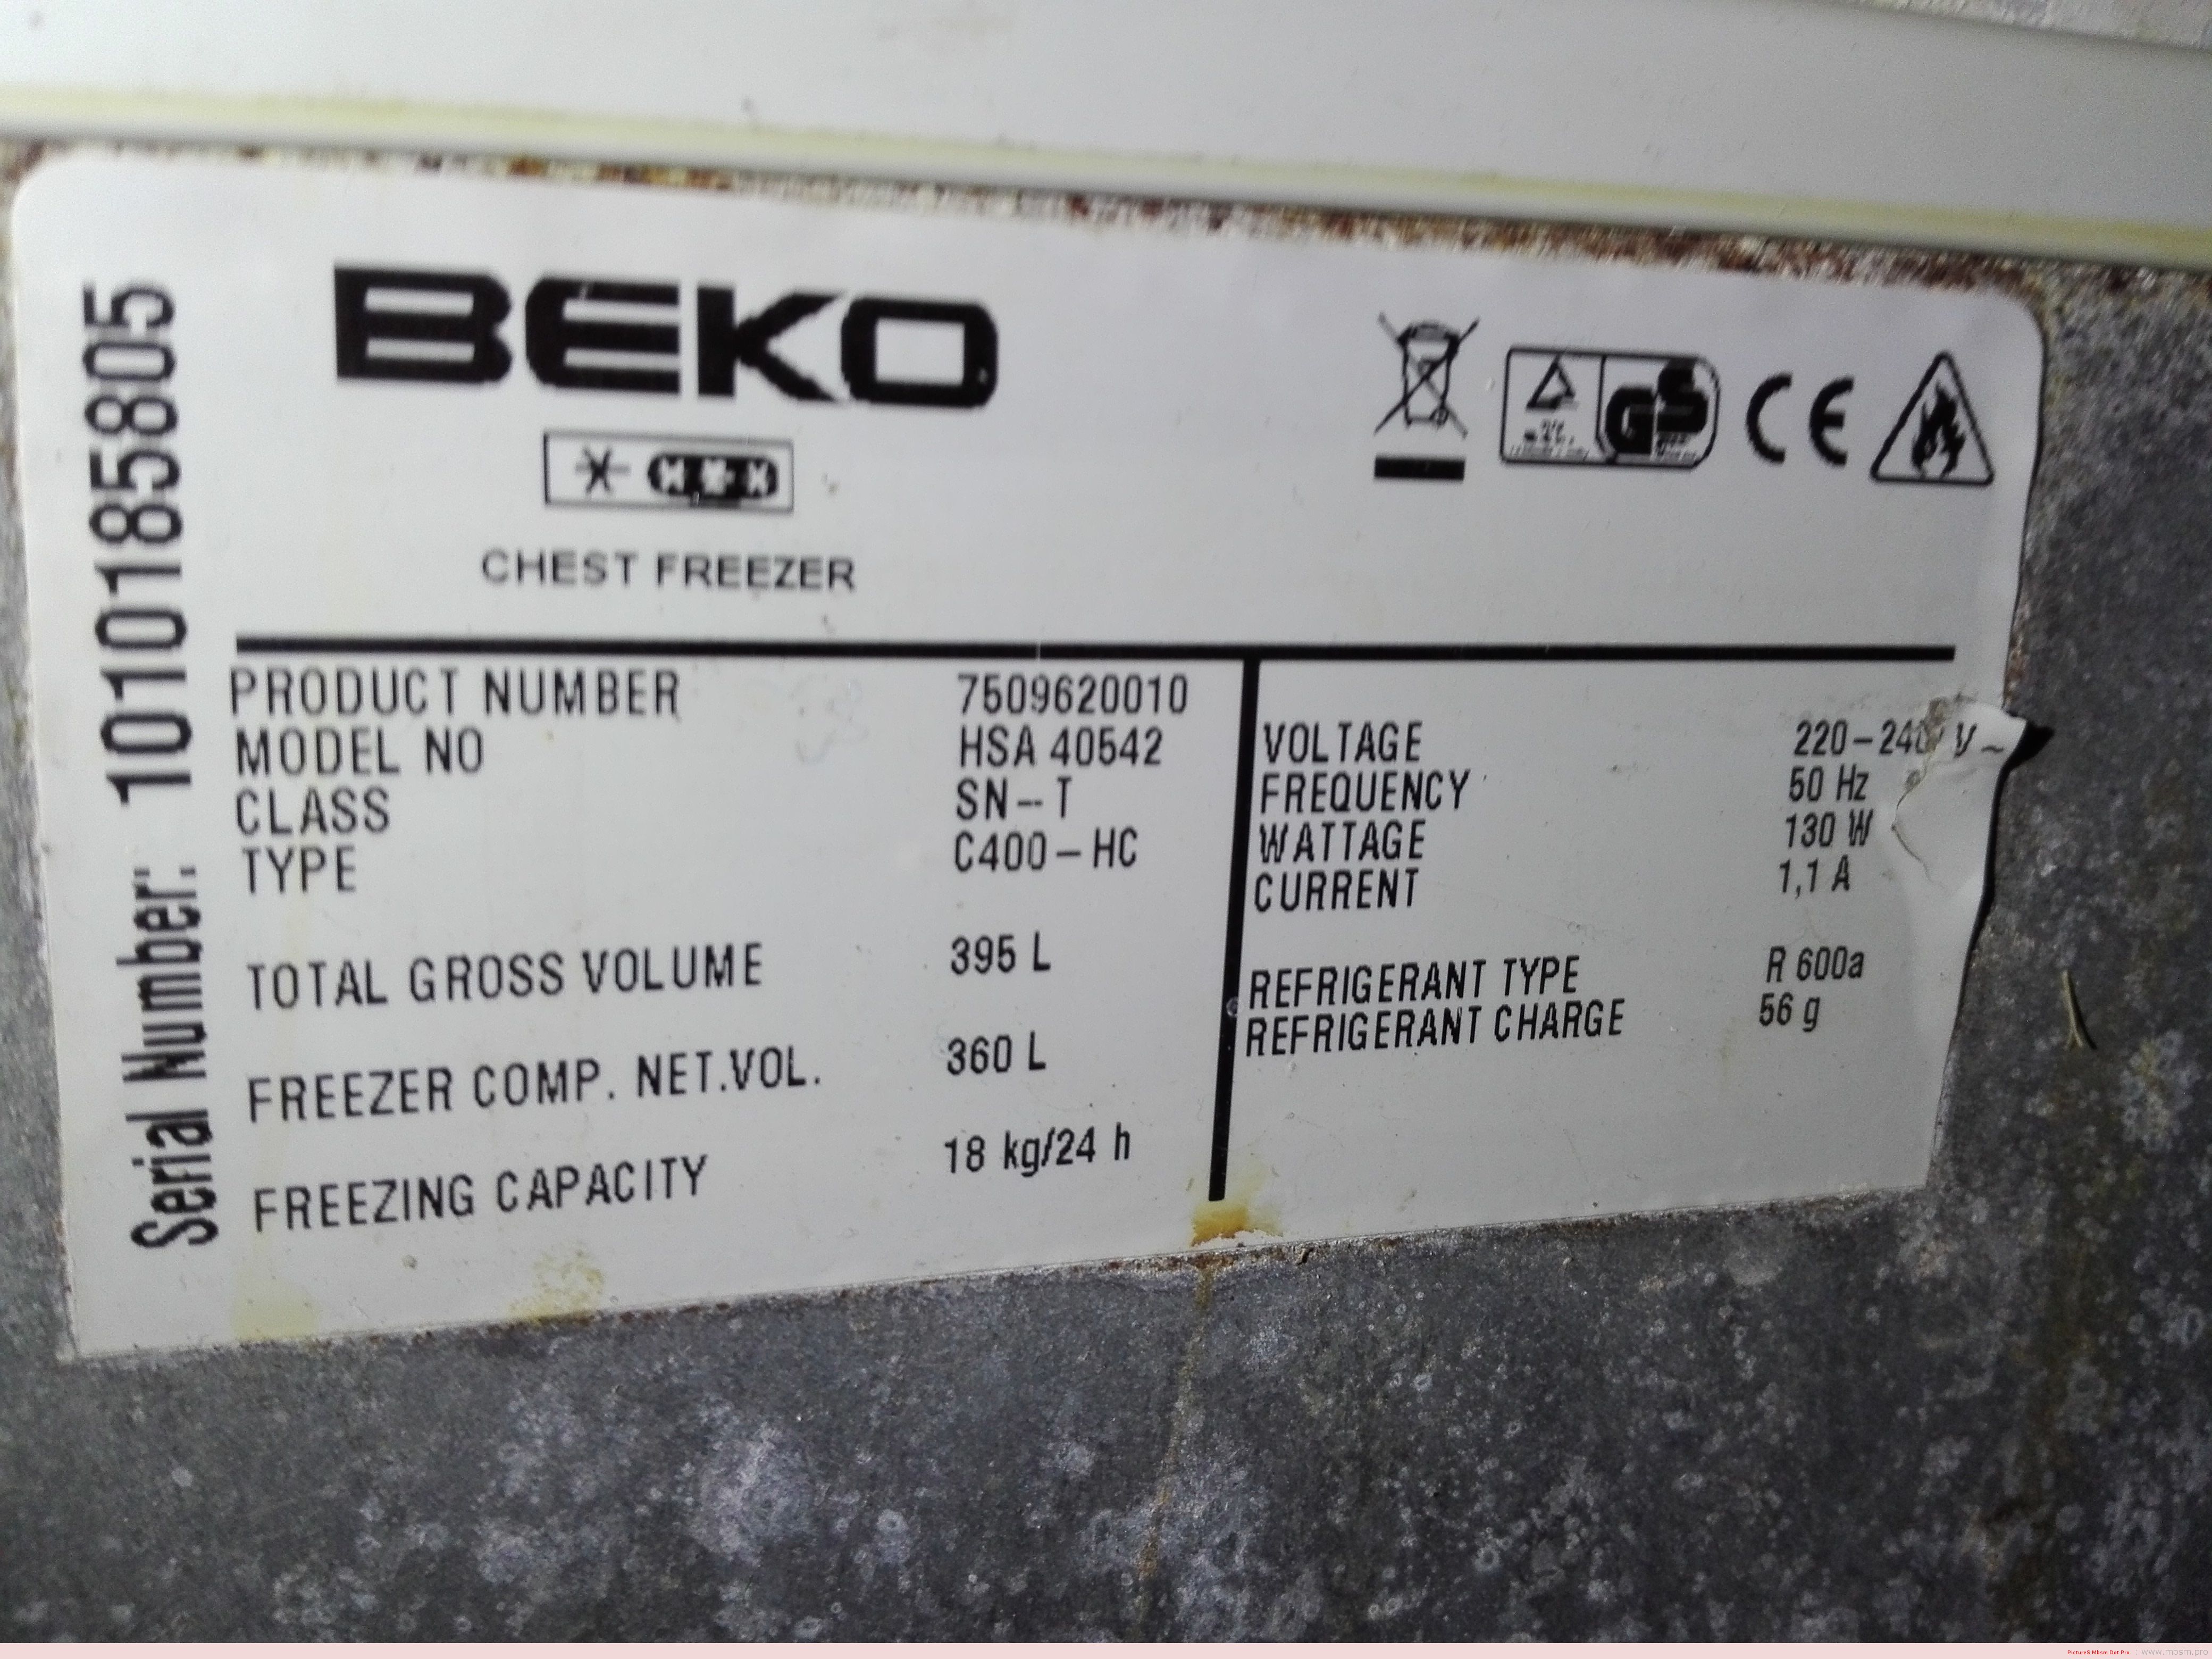 BEKO
CHEST FREEZER
Serial Number: 1011018585805
PRODUCT NUMBER 7509620010
MODEL NO HSA 40542
CLASS SN-- T
TYPE C400 - HC
TOTAL GROSS VOLUME 395 L
FREEZER COMP. NET.VOL. 360 L
FREEZING CAPACITY 18 kg/24 h
VOLTAGE 220-240 V~
FREQUENCY 50 Hz
WATTAGE 130 W
CURRENT 1,1 A
REFRIGERANT TYPE R 600a
REFRIGERANT CHARGE 56 g
GS
CE
PictureS Mbsm Dot Pro
www.mbsm.pro